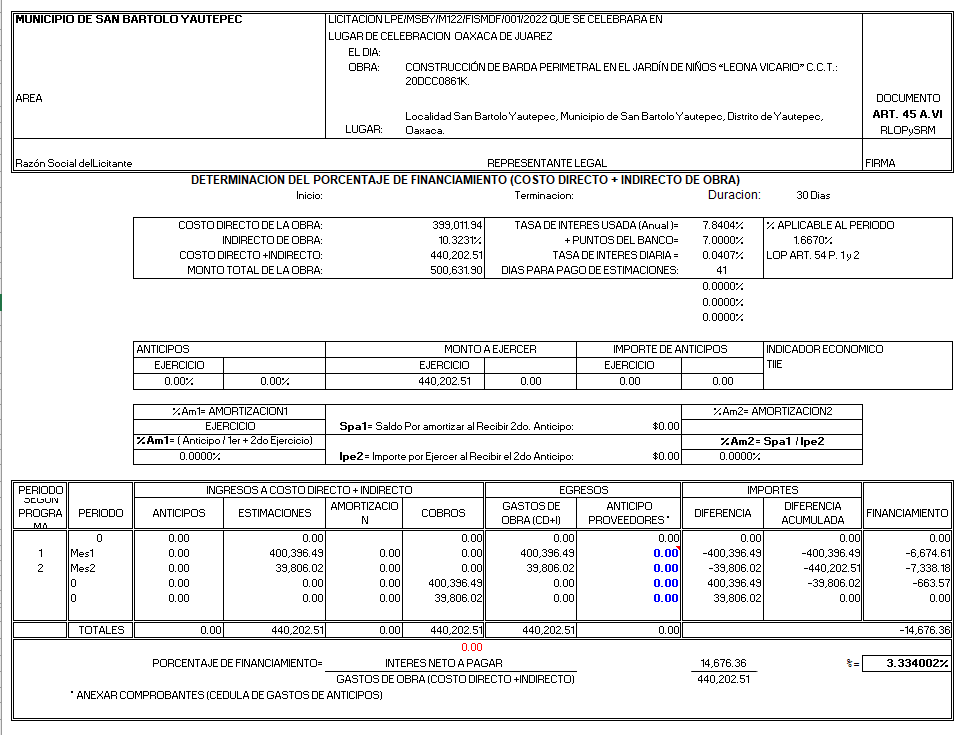 MUNICIPIO DE SAN BARTOLO YAUTEPEC
LICITACION LPE/MSBY/M122/FISMDF/001/2022 QUE SE CELEBRARA EN
LUGAR DE CELEBRACION OAXACA DE JUAREZ
EL DIA:
OBRA: CONSTRUCCIÓN DE BARDA PERIMETRAL EN EL JARDÍN DE NIÑOS “LEONA VICARIO” C.C.T.:
20DCC0861K.
AREA
DOCUMENTO
Localidad San Bartolo Yautepec, Municipio de San Bartolo Yautepec, Distrito de Yautepec,
ART. 45 A.VI
LUGAR: Oaxaca.
RLOPySRM
Razón Social delLicitante REPRESENTANTE LEGAL FIRMA
DETERMINACION DEL PORCENTAJE DE FINANCIAMIENTO (COSTO DIRECTO + INDIRECTO DE OBRA)
Inicio: Terminacion: Duracion: 30 Dias
COSTO DIRECTO DE LA OBRA: 399,011.94 TASA DE INTERES USADA (Anual )= 7.8404% % APLICABLE AL PERIODO
INDIRECTO DE OBRA: 10.3231% + PUNTOS DEL BANCO= 7.0000% 1.6670%
COSTO DIRECTO +INDIRECTO: 440,202.51 TASA DE INTERES DIARIA = 0.0407% LOP ART. 54 P. 1 y 2
MONTO TOTAL DE LA OBRA: 500,631.90 DIAS PARA PAGO DE ESTIMACIONES: 41
0.0000%
0.0000%
0.0000%
ANTICIPOS MONTO A EJERCER IMPORTE DE ANTICIPOS INDICADOR ECONOMICO
EJERCICIO EJERCICIO EJERCICIO TIIE
0.00% 0.00% 440,202.51 0.00 0.00 0.00
%Am1= AMORTIZACION1 %Am2= AMORTIZACION2
EJERCICIO Spa1= Saldo Por amortizar al Recibir 2do. Anticipo: $0.00
%Am1= ( Anticipo / 1er + 2do Ejercicio) %Am2= Spa1 / Ipe2
0.0000% Ipe2= Importe por Ejercer al Recibir el 2do Anticipo: $0.00 0.0000%
PERIODO INGRESOS A COSTO DIRECTO + INDIRECTO EGRESOS IMPORTES
SEGUN PROGRAMA PERIODO ANTICIPOS ESTIMACIONES AMORTIZACION COBROS GASTOS DE OBRA (CD+I) ANTICIPO PROVEEDORES* DIFERENCIA DIFERENCIA ACUMULADA FINANCIAMIENTO
0 0.00 0.00 0.00 0.00 0.00 0.00 0.00 0.00
1 Mes1 0.00 400,396.49 0.00 0.00 400,396.49 0.00 -400,396.49 -400,396.49 -6,674.61
2 Mes2 0.00 39,806.02 0.00 0.00 39,806.02 0.00 -39,806.02 -440,202.51 -7,338.18
0 0.00 0.00 0.00 400,396.49 0.00 0.00 400,396.49 -39,806.02 -663.57
0 0.00 0.00 0.00 39,806.02 0.00 0.00 39,806.02 0.00 0.00
TOTALES 0.00 440,202.51 0.00 440,202.51 440,202.51 0.00 -14,676.36
0.00
PORCENTAJE DE FINANCIAMIENTO= INTERES NETO A PAGAR 14,676.36 %= 3.334002%
GASTOS DE OBRA (COSTO DIRECTO +INDIRECTO) 440,202.51
* ANEXAR COMPROBANTES (CEDULA DE GASTOS DE ANTICIPOS)